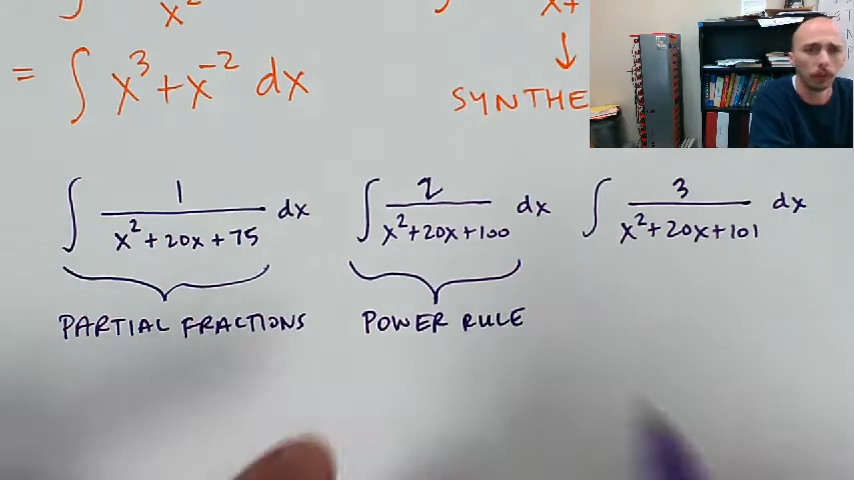 ∫ x²
∫ x+
= ∫ x³ + x⁻² dx
SYNTHE
∫ 1/(x²+20x+75) dx
∫ 2/(x²+20x+100) dx
∫ 3/(x²+20x+101) dx
PARTIAL FRACTIONS
POWER RULE